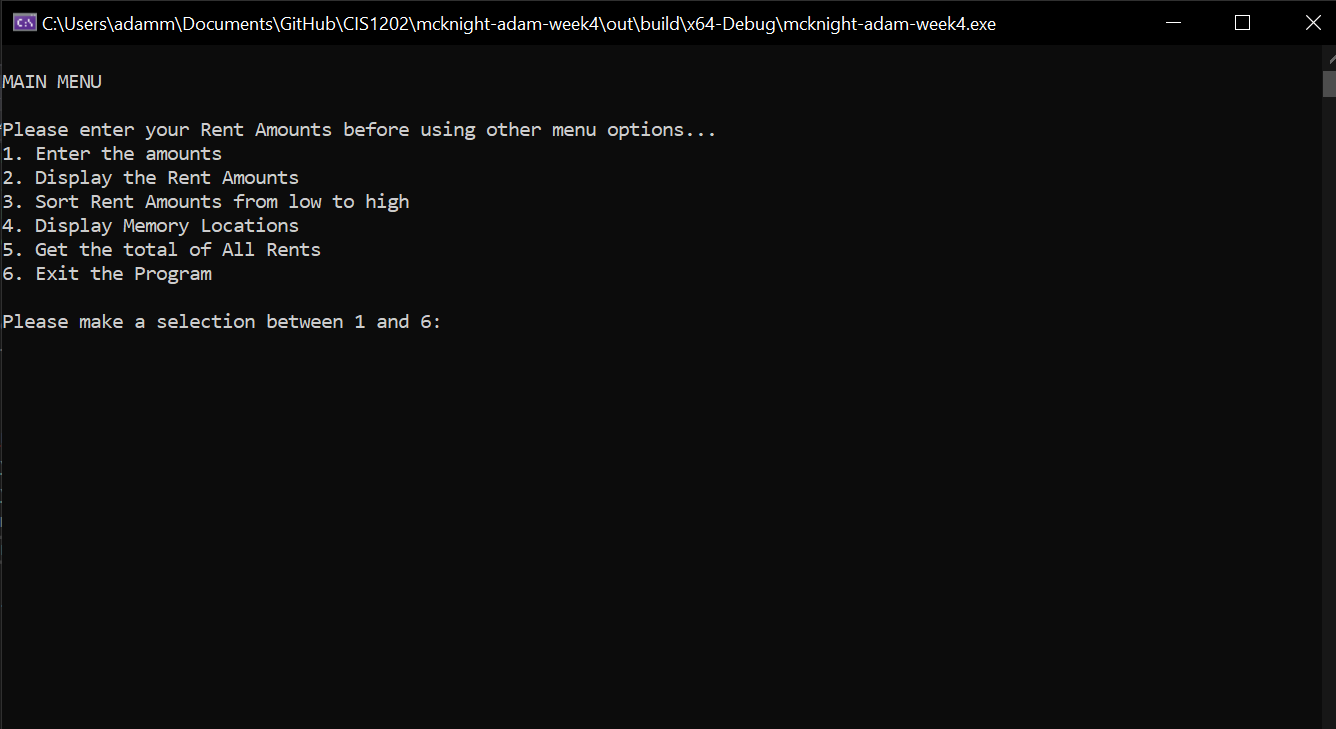 C:\Users\adamm\Documents\GitHub\CIS1202\mcknight-adam-week4\out\build\x64-Debug\mcknight-adam-week4.exe
MAIN MENU
Please enter your Rent Amounts before using other menu options...
1. Enter the amounts
2. Display the Rent Amounts
3. Sort Rent Amounts from low to high
4. Display Memory Locations
5. Get the total of All Rents
6. Exit the Program
Please make a selection between 1 and 6: